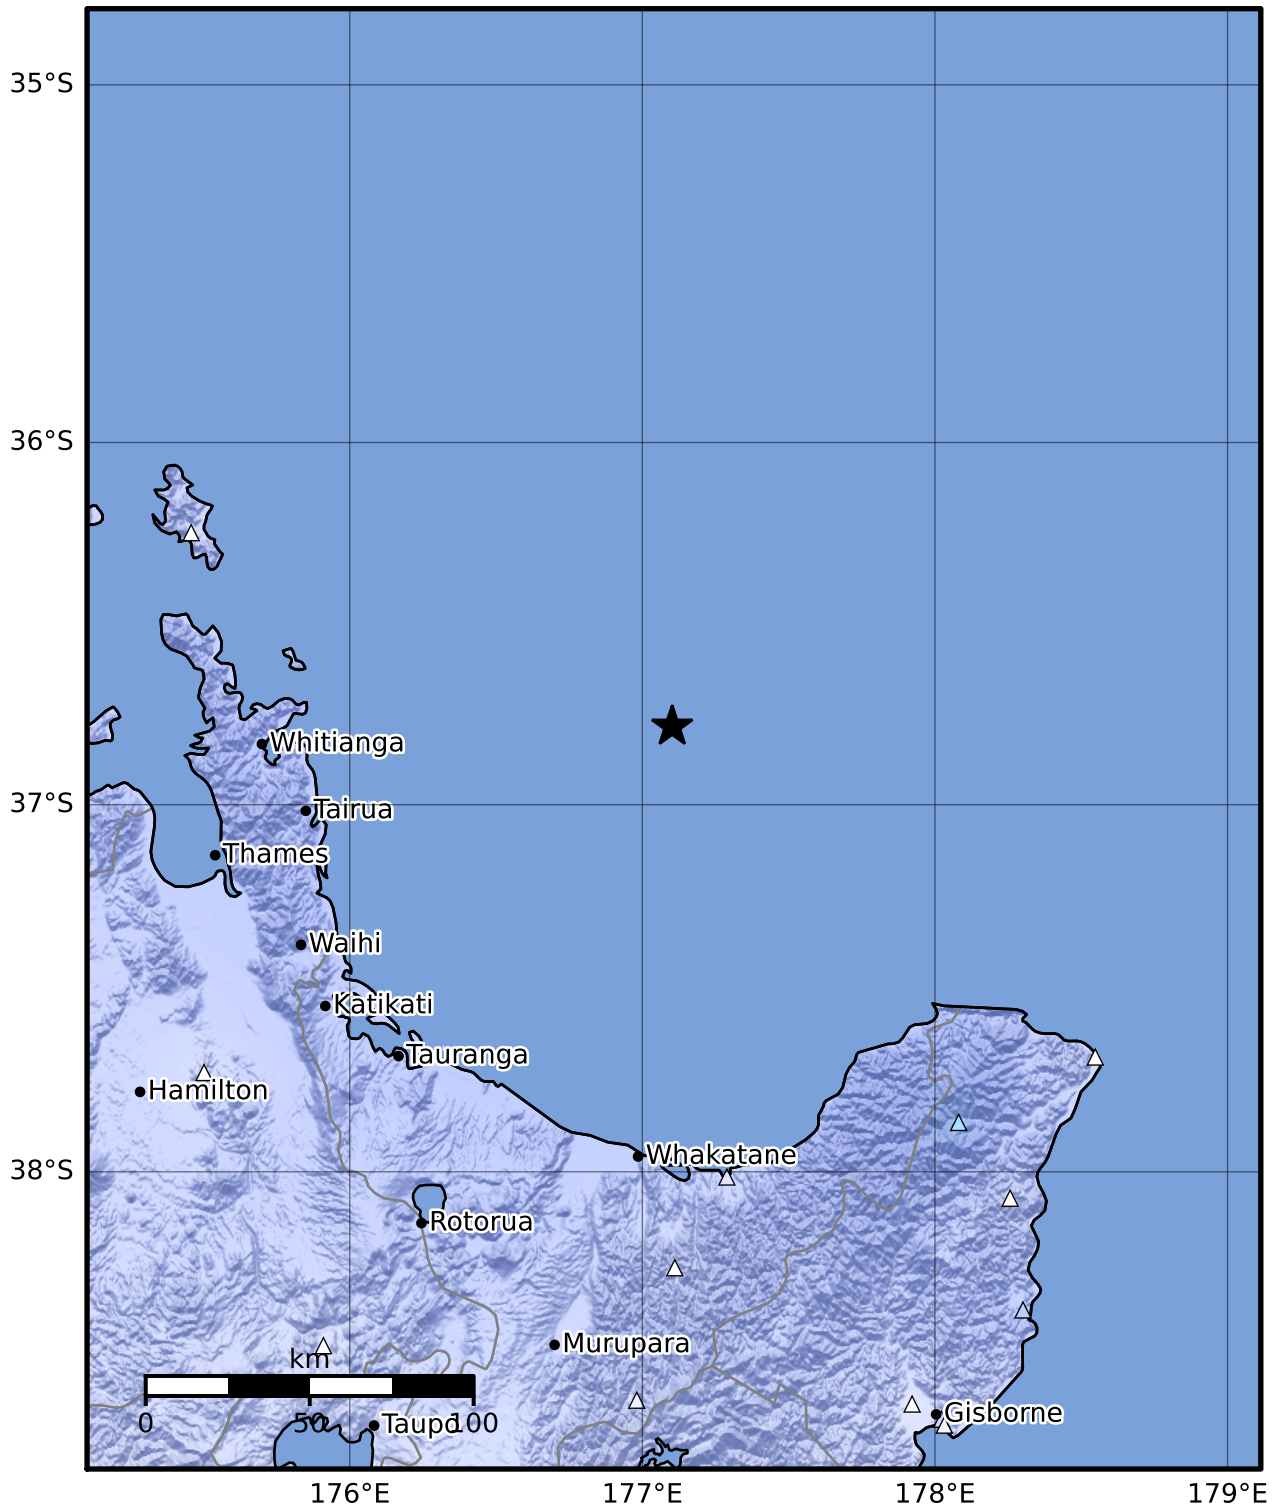 35°S
36°S
Whitianga
37°S
Tairua
Thames
Waihi
Katikati
Tauranga
Hamilton
Whakatane
38°S
Rotorua
Murupara
km
0
50
100
Taupo
Gisborne
176°E
177°E
178°E
179°E